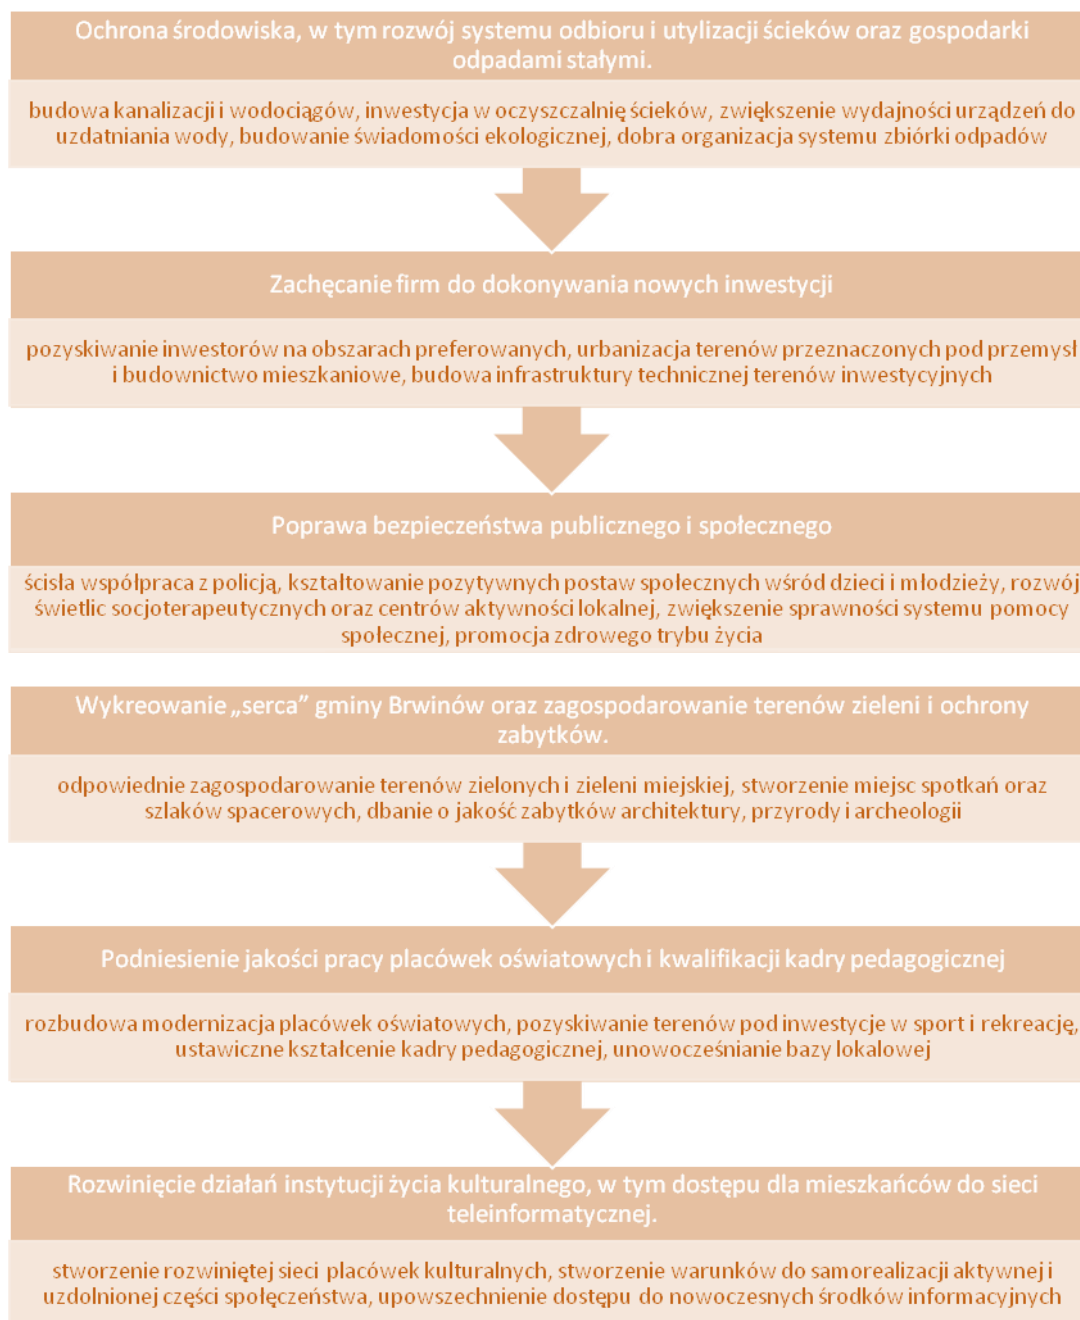 Ochrona środowiska, w tym rozwój systemu odbioru i utylizacji ścieków oraz gospodarki
odpadami stałymi.
budowa kanalizacji i wodociągów, inwestycja w oczyszczalnię ścieków, zwiększenie wydajności urządzeń do
uzdatniania wody, budowanie świadomości ekologicznej, dobra organizacja systemu zbiórki odpadów
Zachęcanie firm do dokonywania nowych inwestycji
pozyskiwanie inwestorów na obszarach preferowanych, urbanizacja terenów przeznaczonych pod przemysł
i budownictwo mieszkaniowe, budowa infrastruktury technicznej terenów inwestycyjnych
Poprawa bezpieczeństwa publicznego i społecznego
ścisla współpraca z policją, kształtowanie pozytywnych postaw społecznych wśród dzieci i młodzieży, rozwój
świetlic socjoterapeutycznych oraz centrów aktywności lokalnej, zwiększenie sprawności systemu pomocy
społecznej, promocja zdrowego trybu życia
Wykreowanie „serca” gminy Brwinów oraz zagospodarowanie terenów zieleni i ochrony
zabytków.
odpowiednie zagospodarowanie terenów zielonych i zieleni miejskiej, stworzenie miejsc spotkań oraz
szlaków spacerowych, dbanie o jakość zabytków architektury, przyrody i archeologii
Podniesienie jakości pracy placówek oświatowych i kwalifikacji kadry pedagogicznej
rozbudowa modernizacja placówek oświatowych, pozyskiwanie terenów pod inwestycje w sport i rekreację,
ustawiczne kształcenie kadry pedagogicznej, unowocześnianie bazy lokalowej
Rozwinięcie działań instytucji życia kulturalnego, w tym dostępu dla mieszkańców do sieci
teleinformatycznej.
stworzenie rozwiniętej sieci placówek kulturalnych, stworzenie warunków do samorealizacji aktywnej i
uzdolnionej części społęczeństwa, upowszechnienie dostępu do nowoczesnych środków informacyjnych